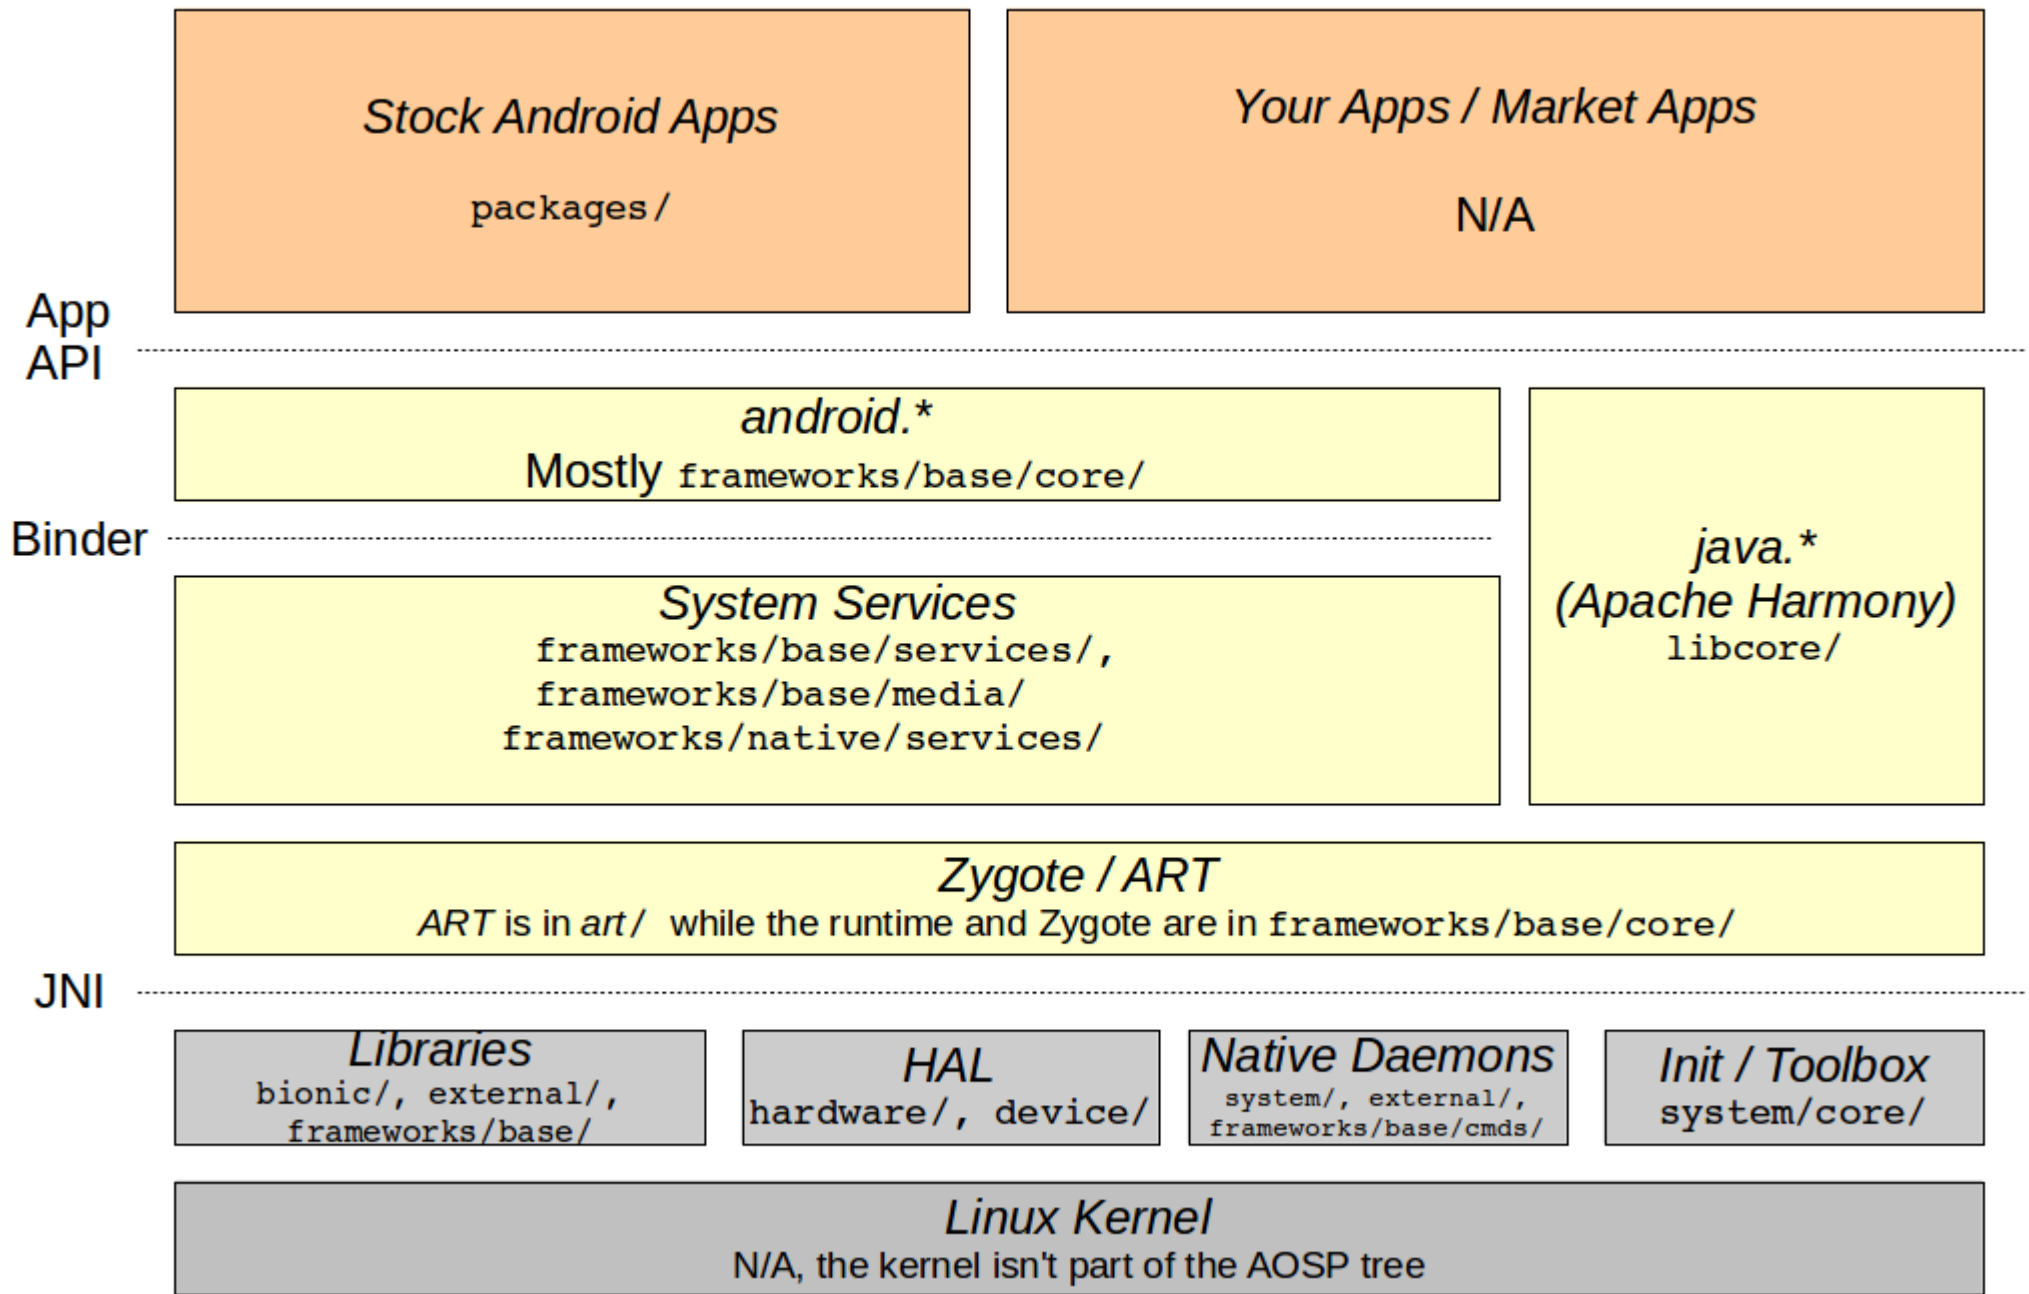 Stock Android Apps
packages/
Your Apps / Market Apps
N/A
App
API
android.*
Mostly frameworks/base/core/
Binder
System Services
frameworks/base/services/,
frameworks/base/media/
frameworks/native/services/
java.*
(Apache Harmony)
libcore/
Zygote / ART
ART is in art/ while the runtime and Zygote are in frameworks/base/core/
JNI
Libraries
bionic/, external/,
frameworks/base/
HAL
hardware/, device/
Native Daemons
system/, external/,
frameworks/base/cmds/
Init / Toolbox
system/core/
Linux Kernel
N/A, the kernel isn't part of the AOSP tree